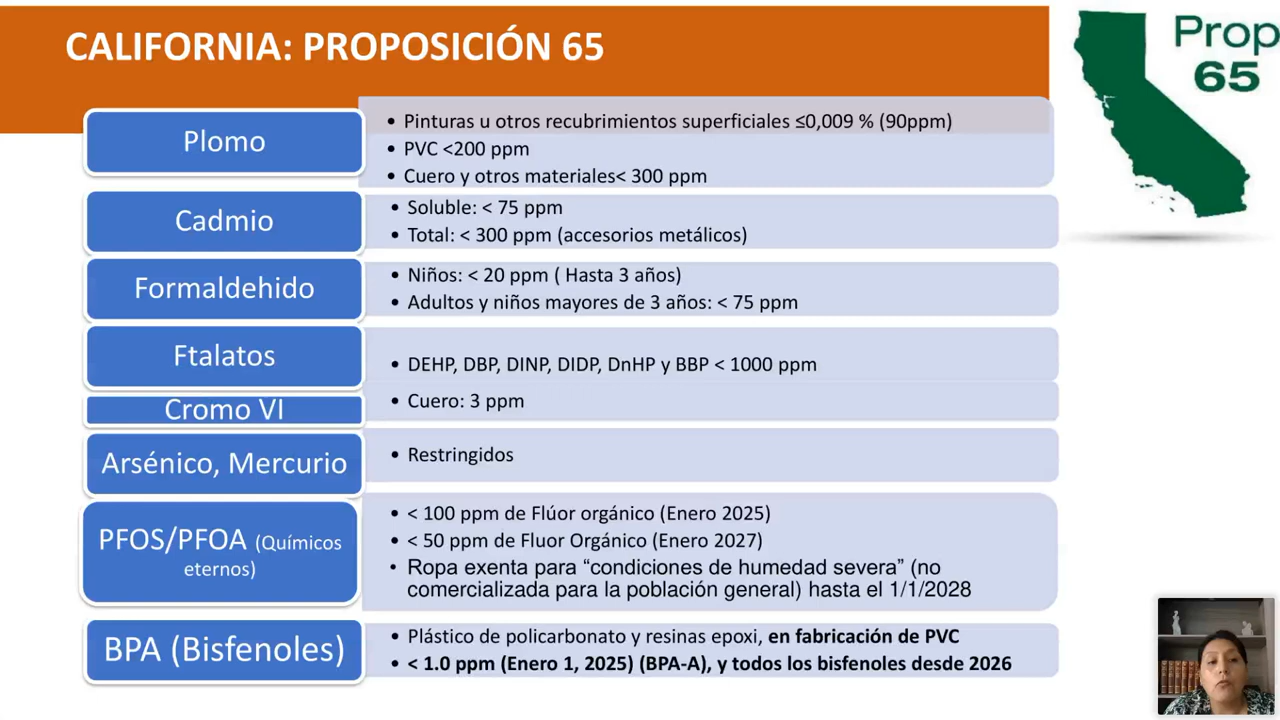 CALIFORNIA: PROPOSICIÓN 65
Prop
65
Plomo
• Pinturas u otros recubrimientos superficiales ≤0,009 % (90ppm)
• PVC <200 ppm
• Cuero y otros materiales< 300 ppm
Cadmio
• Soluble: < 75 ppm
• Total: < 300 ppm (accesorios metálicos)
Formaldehido
• Niños: < 20 ppm ( Hasta 3 años)
• Adultos y niños mayores de 3 años: < 75 ppm
Ftalatos
• DEHP, DBP, DINP, DIDP, DnHP y BBP < 1000 ppm
Cromo VI
• Cuero: 3 ppm
Arsénico, Mercurio
• Restringidos
PFOS/PFOA (Químicos
eternos)
• < 100 ppm de Flúor orgánico (Enero 2025)
• < 50 ppm de Fluor Orgánico (Enero 2027)
• Ropa exenta para “condiciones de humedad severa” (no
comercializada para la población general) hasta el 1/1/2028
BPA (Bisfenoles)
• Plástico de policarbonato y resinas epoxi, en fabricación de PVC
• < 1.0 ppm (Enero 1, 2025) (BPA-A), y todos los bisfenoles desde 2026